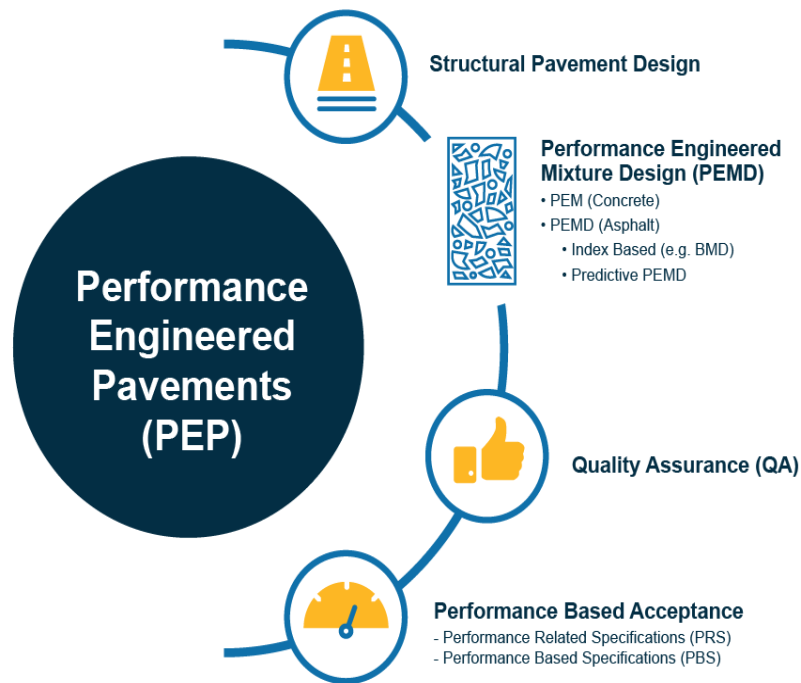 Structural Pavement Design
Performance Engineered
Mixture Design (PEMD)
• PEM (Concrete)
• PEMD (Asphalt)
• Index Based (e.g. BMD)
• Predictive PEMD
Performance
Engineered
Pavements
(PEP)
Quality Assurance (QA)
Performance Based Acceptance
- Performance Related Specifications (PRS)
- Performance Based Specifications (PBS)